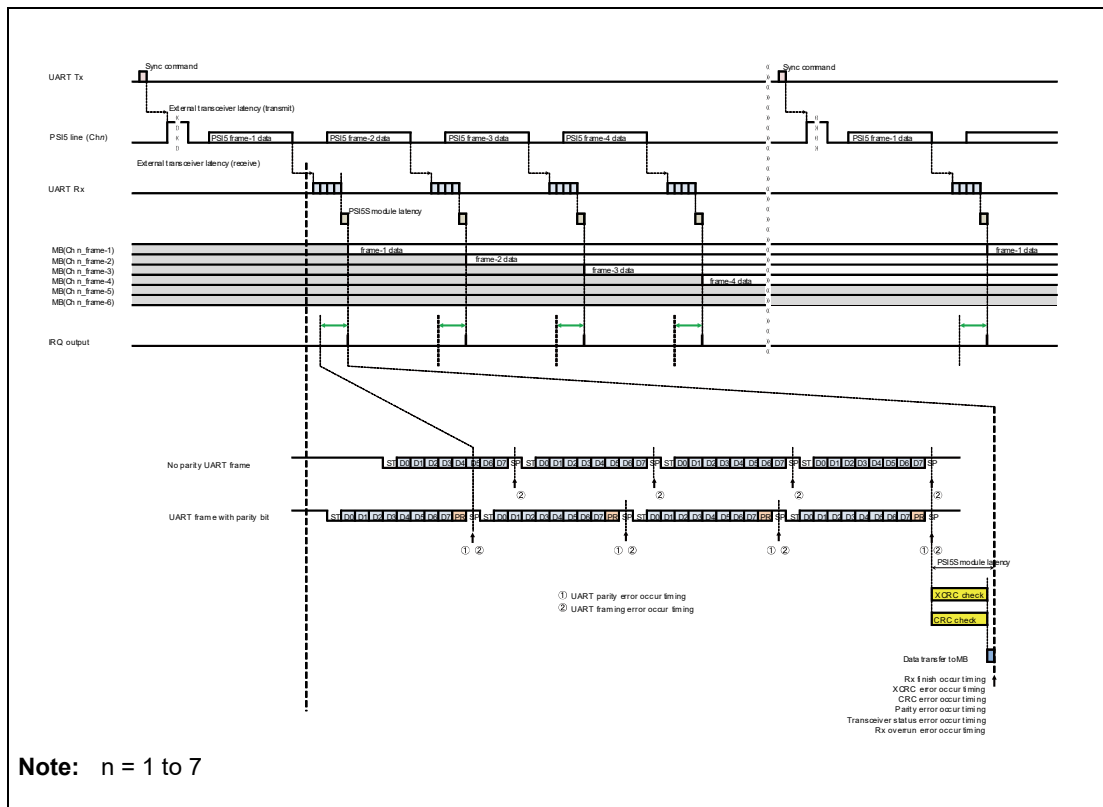 Sync command
Sync command
UART Tx
External transceiver latency (transmit)
PSI5 line (Chn)
PSI5 frame-1 data
PSI5 frame-2 data
PSI5 frame-3 data
PSI5 frame-4 data
PSI5 frame-1 data
External transceiver latency (receive)
UART Rx
PSI5S module latency
MB(Ch n_frame-1)
frame-1 data
frame-1 data
MB(Ch n_frame-2)
frame-2 data
MB(Ch n_frame-3)
frame-3 data
MB(Ch n_frame-4)
frame-4 data
MB(Ch n_frame-5)
MB(Ch n_frame-6)
IRQ output
No parity UART frame
ST D0 D1 D2 D3 D4 D5 D6 D7 SP ST D0 D1 D2 D3 D4 D5 D6 D7 SP ST D0 D1 D2 D3 D4 D5 D6 D7 SP ST D0 D1 D2 D3 D4 D5 D6 D7 SP
② ② ② ②
UART frame with parity bit
ST D0 D1 D2 D3 D4 D5 D6 D7 PR SP ST D0 D1 D2 D3 D4 D5 D6 D7 PR SP ST D0 D1 D2 D3 D4 D5 D6 D7 PR SP ST D0 D1 D2 D3 D4 D5 D6 D7 PR SP
① ② ① ② ① ② ① ②
PSI5S module latency
① UART parity error occur timing
② UART framing error occur timing
XCRC check
CRC check
Data transfer to MB
Rx finish occur timing
XCRC error occur timing
CRC error occur timing
Parity error occur timing
Transceiver status error occur timing
Rx overrun error occur timing
Note: n = 1 to 7